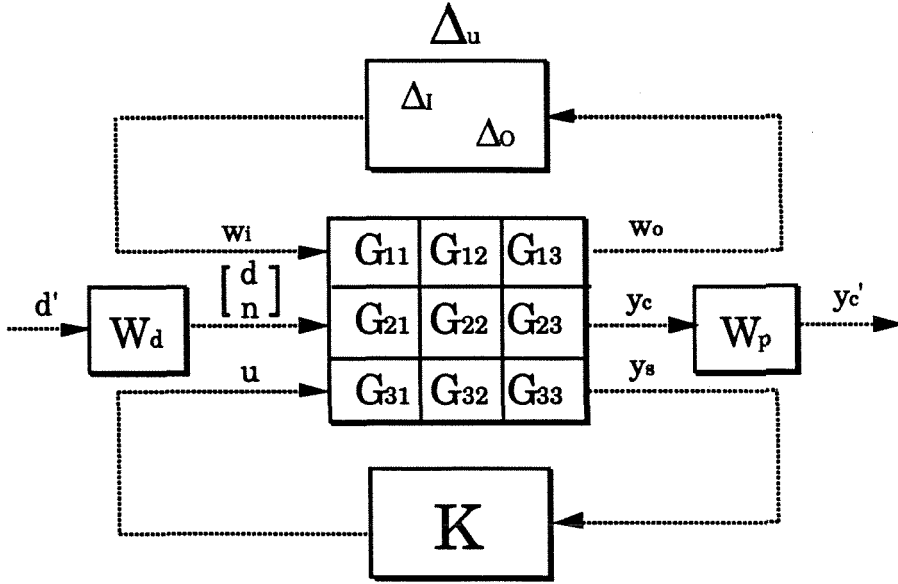 Δu
ΔI
ΔO
wi
G11 G12 G13
wo
d'
Wd
[d n]
G21 G22 G23
yc
Wp
yc'
u
G31 G32 G33
ys
K